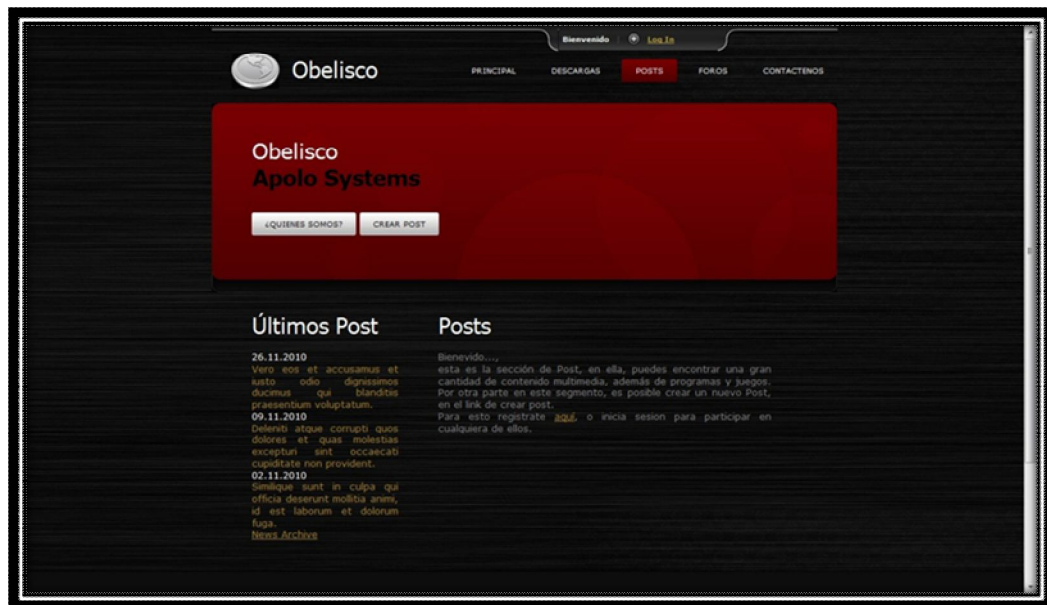 Bienvenido Log In
Obelisco
PRINCIPAL DESCARGAS POSTS FOROS CONTACTENOS
Obelisco
Apolo Systems
¿QUIENES SOMOS? CREAR POST
Últimos Post
26.11.2010
Vero eos et accusamus et
iusto odio dignissimos
ducimus qui blanditiis
praesentium voluptatum.
09.11.2010
Deleniti atque corrupti quos
dolores et quas molestias
excepturi sint occaecati
cupiditate non provident.
02.11.2010
Similique sunt in culpa qui
officia deserunt mollitia animi,
id est laborum et dolorum
fuga.
News Archive
Posts
Bienevido...,
esta es la sección de Post, en ella, puedes encontrar una gran
cantidad de contenido multimedia, además de programas y juegos.
Por otra parte en este segmento, es posible crear un nuevo Post,
en el link de crear post.
Para esto registrate aquí, o inicia sesion para participar en
cualquiera de ellos.